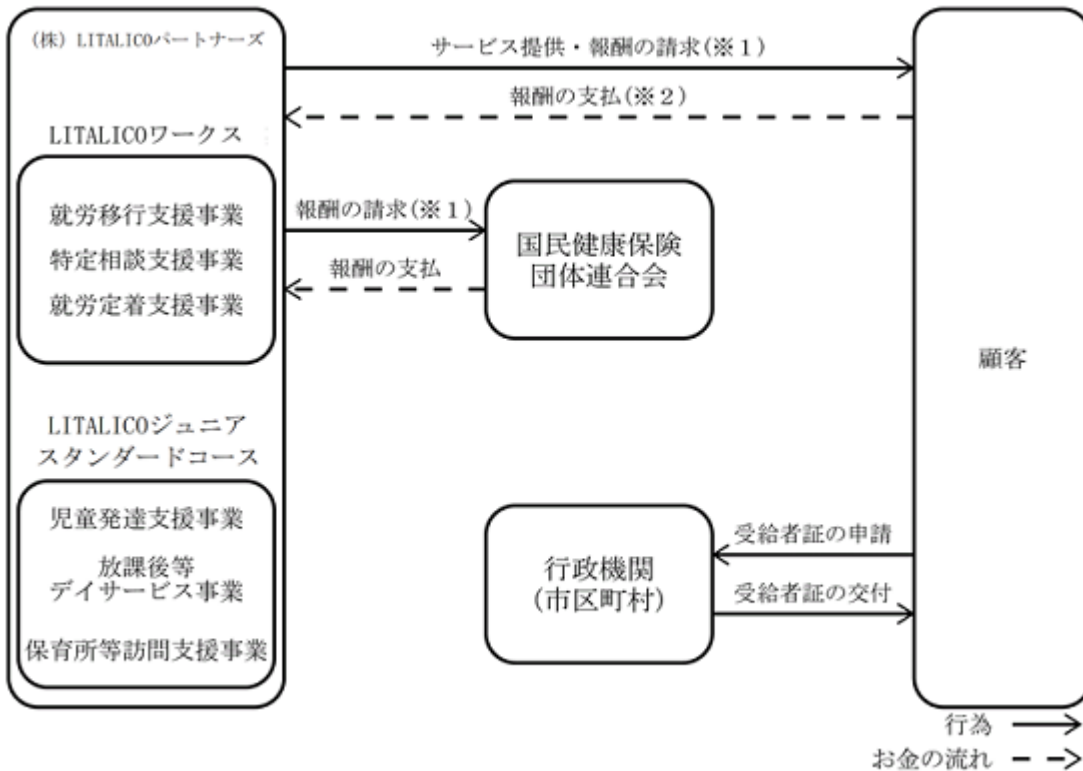 (株) LITALICOパートナーズ
サービス提供・報酬の請求(※1)
報酬の支払(※2)
LITALICOワークス
就労移行支援事業
特定相談支援事業
就労定着支援事業
報酬の請求(※1)
報酬の支払
国民健康保険
団体連合会
顧客
LITALICOジュニア
スタンダードコース
児童発達支援事業
放課後等
デイサービス事業
保育所等訪問支援事業
行政機関
(市区町村)
受給者証の申請
受給者証の交付
行為
お金の流れ